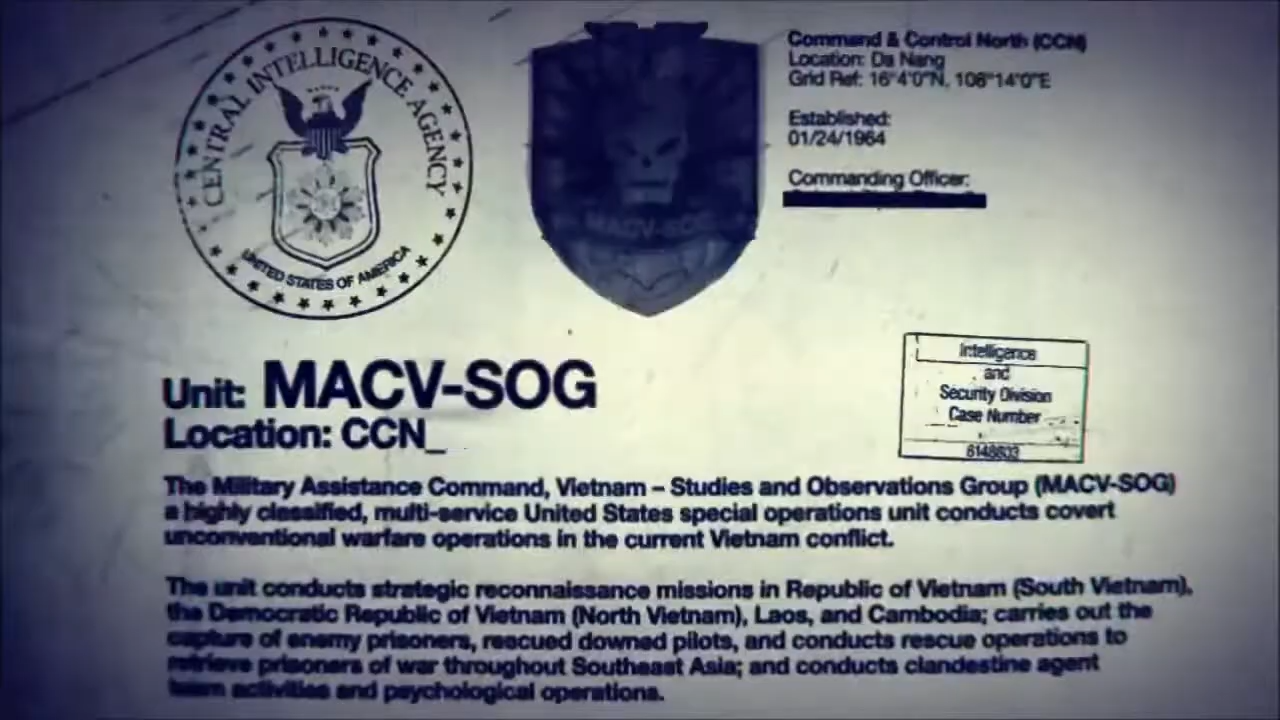 CENTRAL INTELLIGENCE AGENCY
UNITED STATES OF AMERICA
MACV-SOG
Command & Control North (CCN)
Location: Da Nang
Grid Ref: 16°4'0"N, 108°14'0"E
Established:
01/24/1964
Commanding Officer:
Intelligence
and
Security Division
Case Number
6148803
Unit: MACV-SOG
Location: CCN_
The Military Assistance Command, Vietnam – Studies and Observations Group (MACV-SOG)
a highly classified, multi-service United States special operations unit conducts covert
unconventional warfare operations in the current Vietnam conflict.
The unit conducts strategic reconnaissance missions in Republic of Vietnam (South Vietnam),
the Democratic Republic of Vietnam (North Vietnam), Laos, and Cambodia; carries out the
capture of enemy prisoners, rescued downed pilots, and conducts rescue operations to
retrieve prisoners of war throughout Southeast Asia; and conducts clandestine agent
team activities and psychological operations.